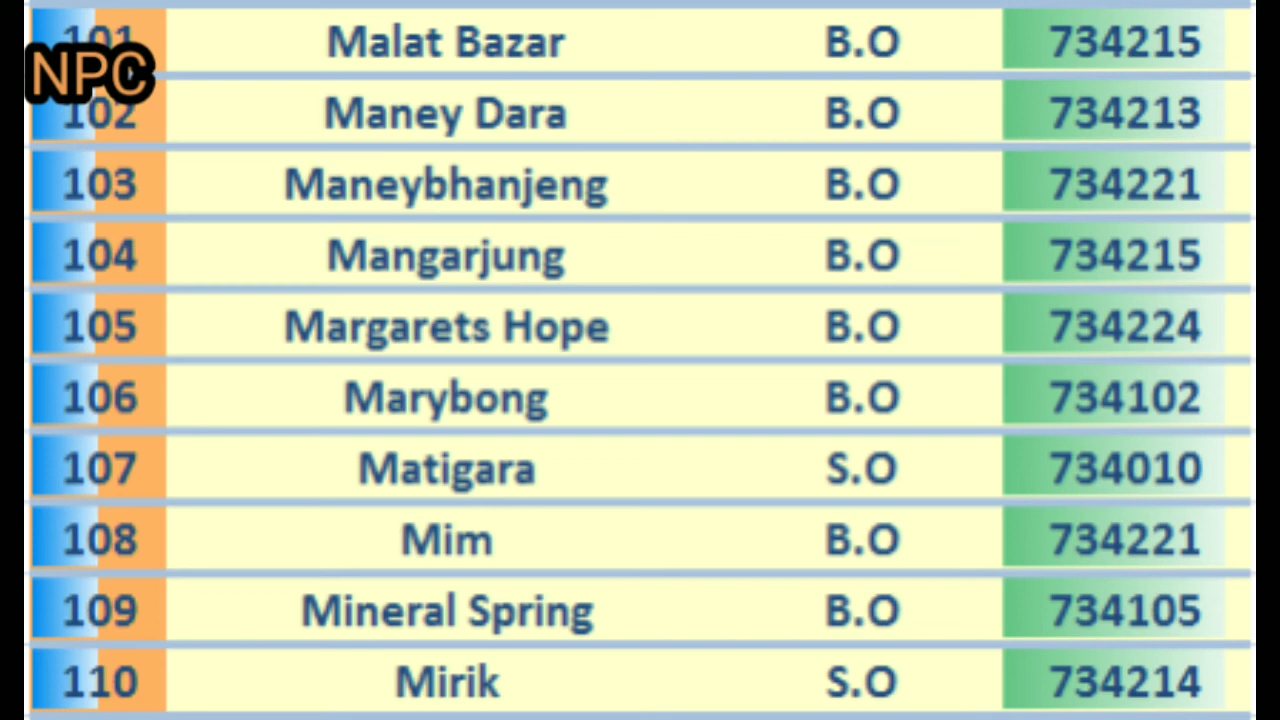 101 Malat Bazar B.O 734215
NPC
102 Maney Dara B.O 734213
103 Maneybhanjeng B.O 734221
104 Mangarjung B.O 734215
105 Margarets Hope B.O 734224
106 Marybong B.O 734102
107 Matigara S.O 734010
108 Mim B.O 734221
109 Mineral Spring B.O 734105
110 Mirik S.O 734214